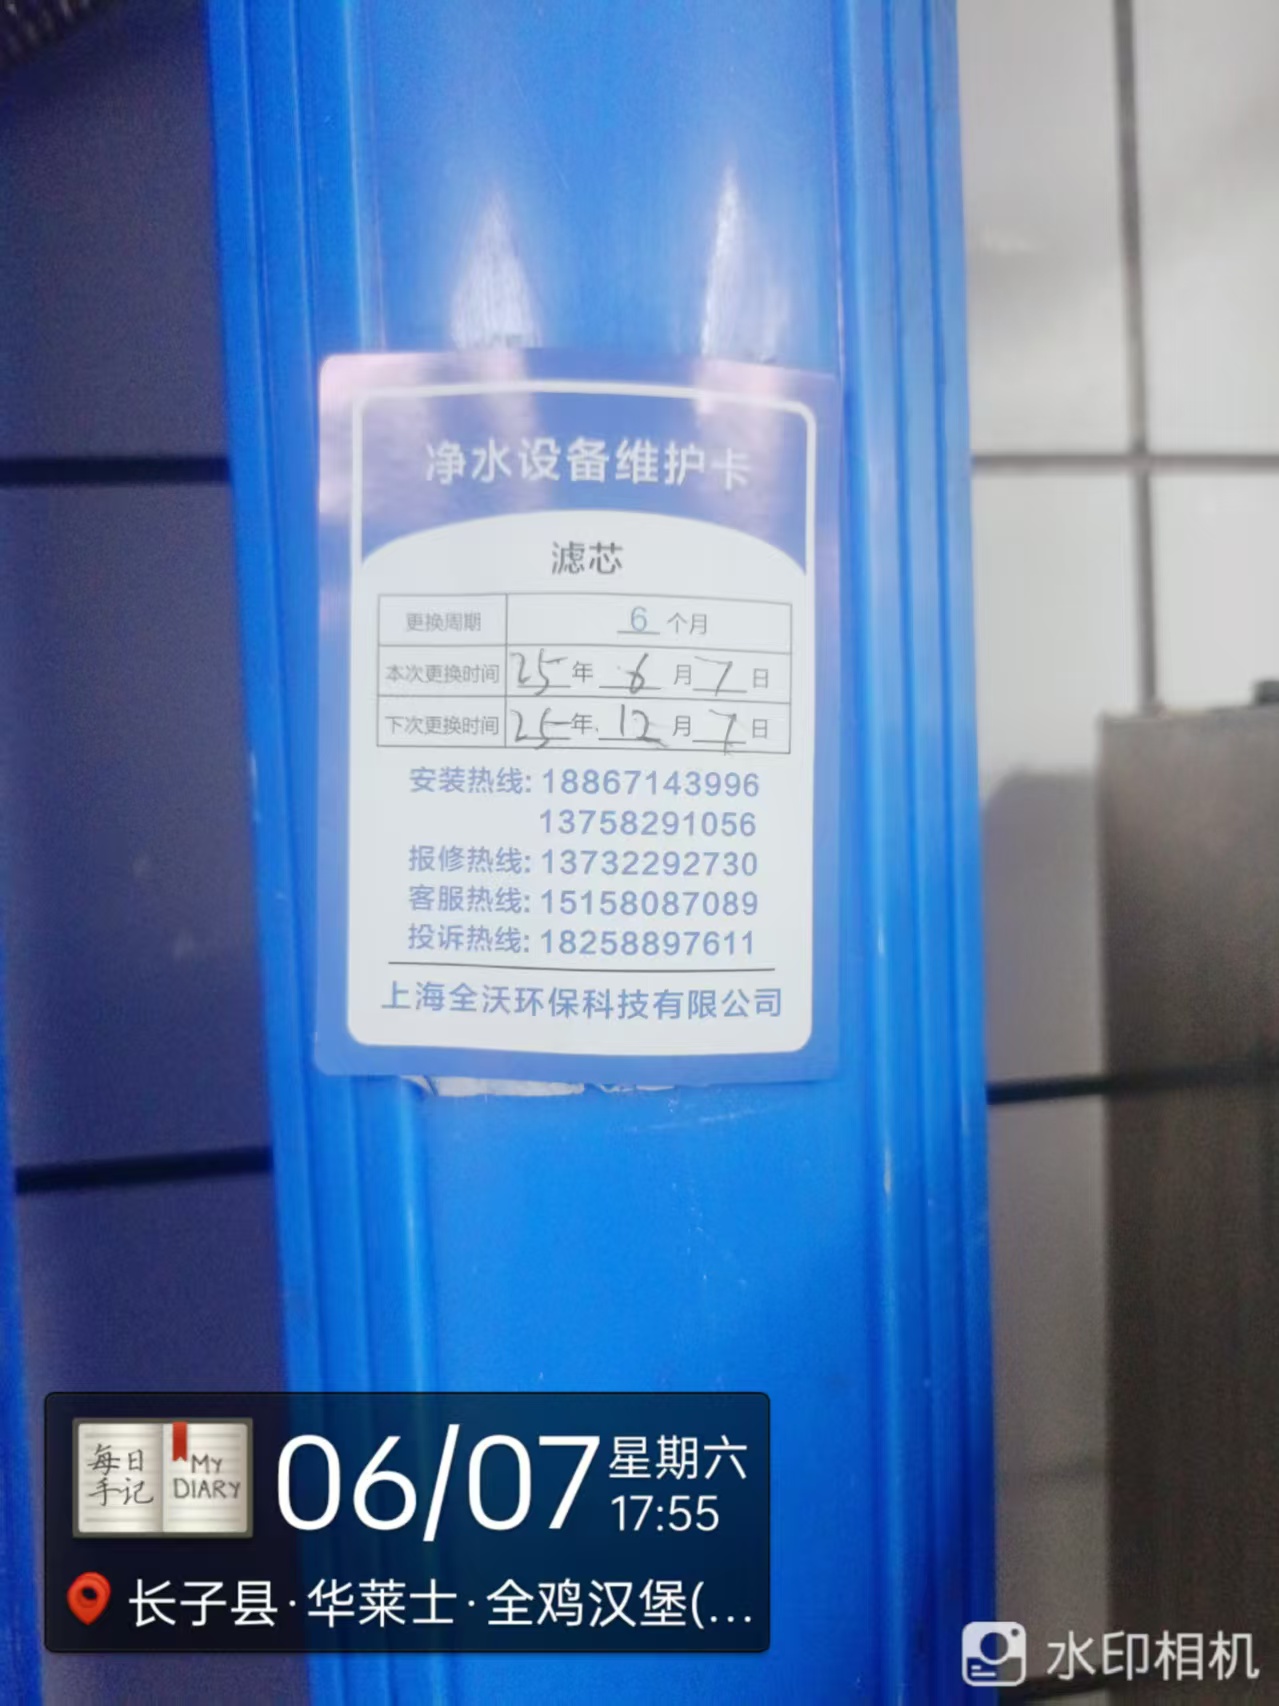 净水设备维护卡
滤芯
更换周期 6 个月
本次更换时间 25年 6 月 7 日
下次更换时间 25年 12 月 7 日
安装热线: 18867143996
13758291056
报修热线: 13732292730
客服热线: 15158087089
投诉热线: 18258897611
上海全沃环保科技有限公司
每日手记 MY DIARY
06/07 星期六
17:55
长子县·华莱士·全鸡汉堡(...
水印相机